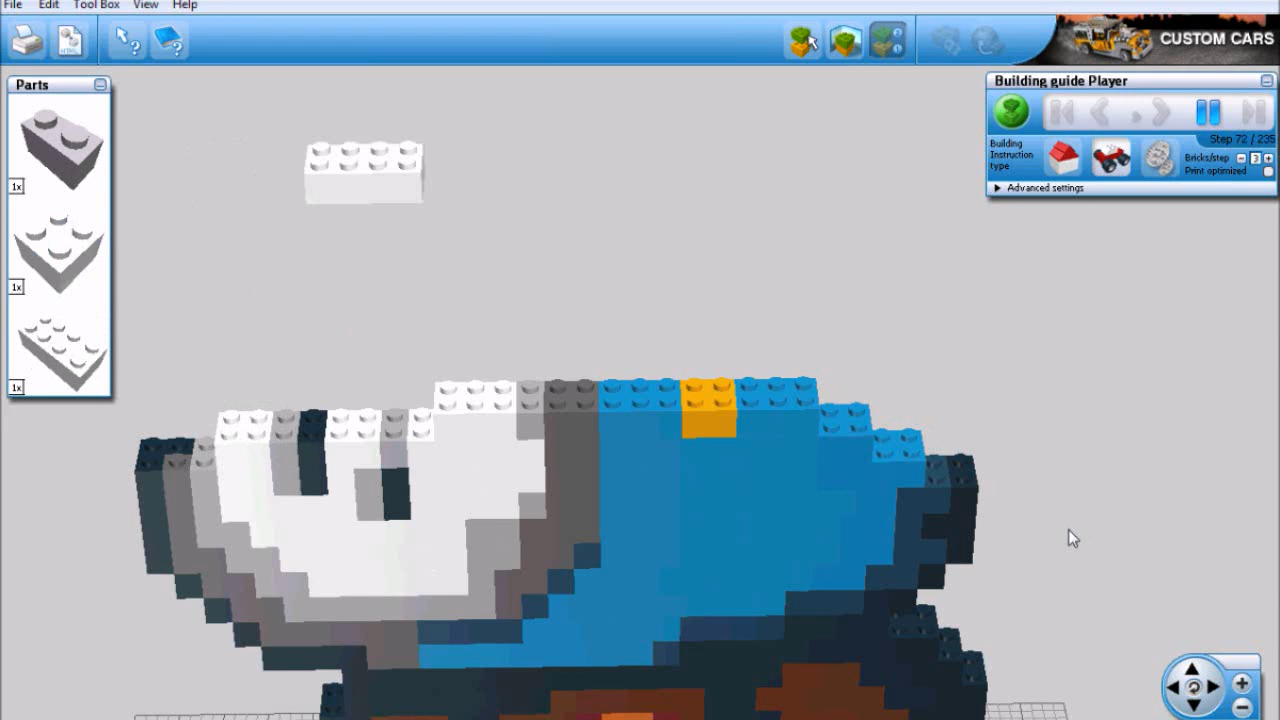 File Edit Tool Box View Help
CUSTOM CARS
Parts
1x
1x
1x
Building guide Player
Step 72 / 235
Building Instruction type
Bricks/step 3
Print optimized
Advanced settings